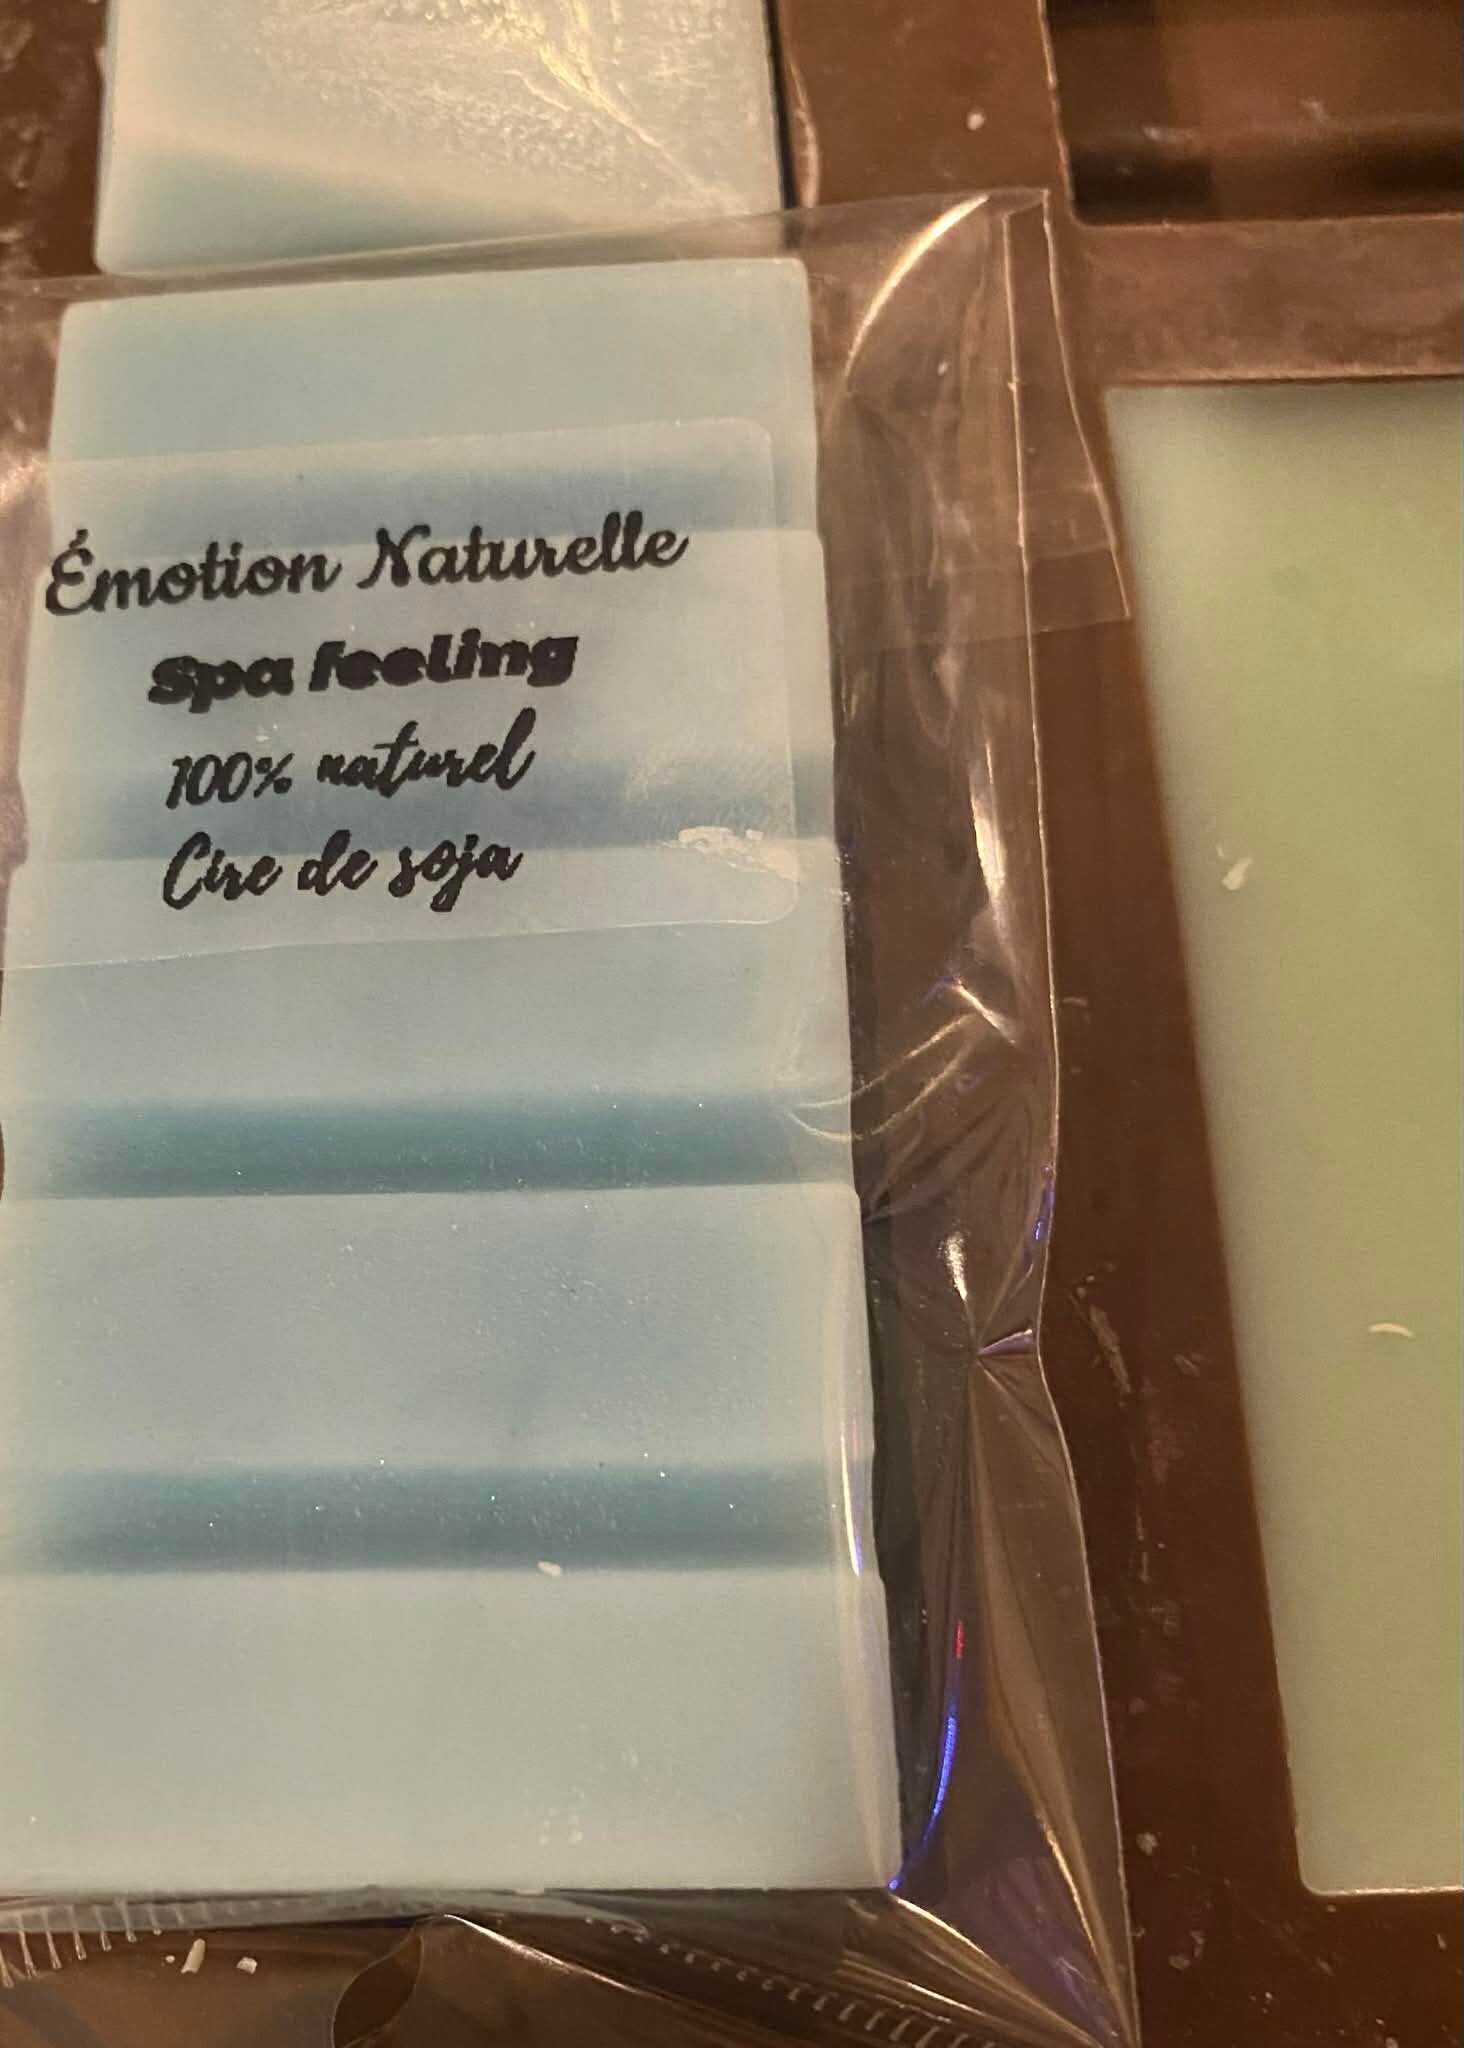 Émotion Naturelle
Spa feeling
100% naturel
Cire de soja